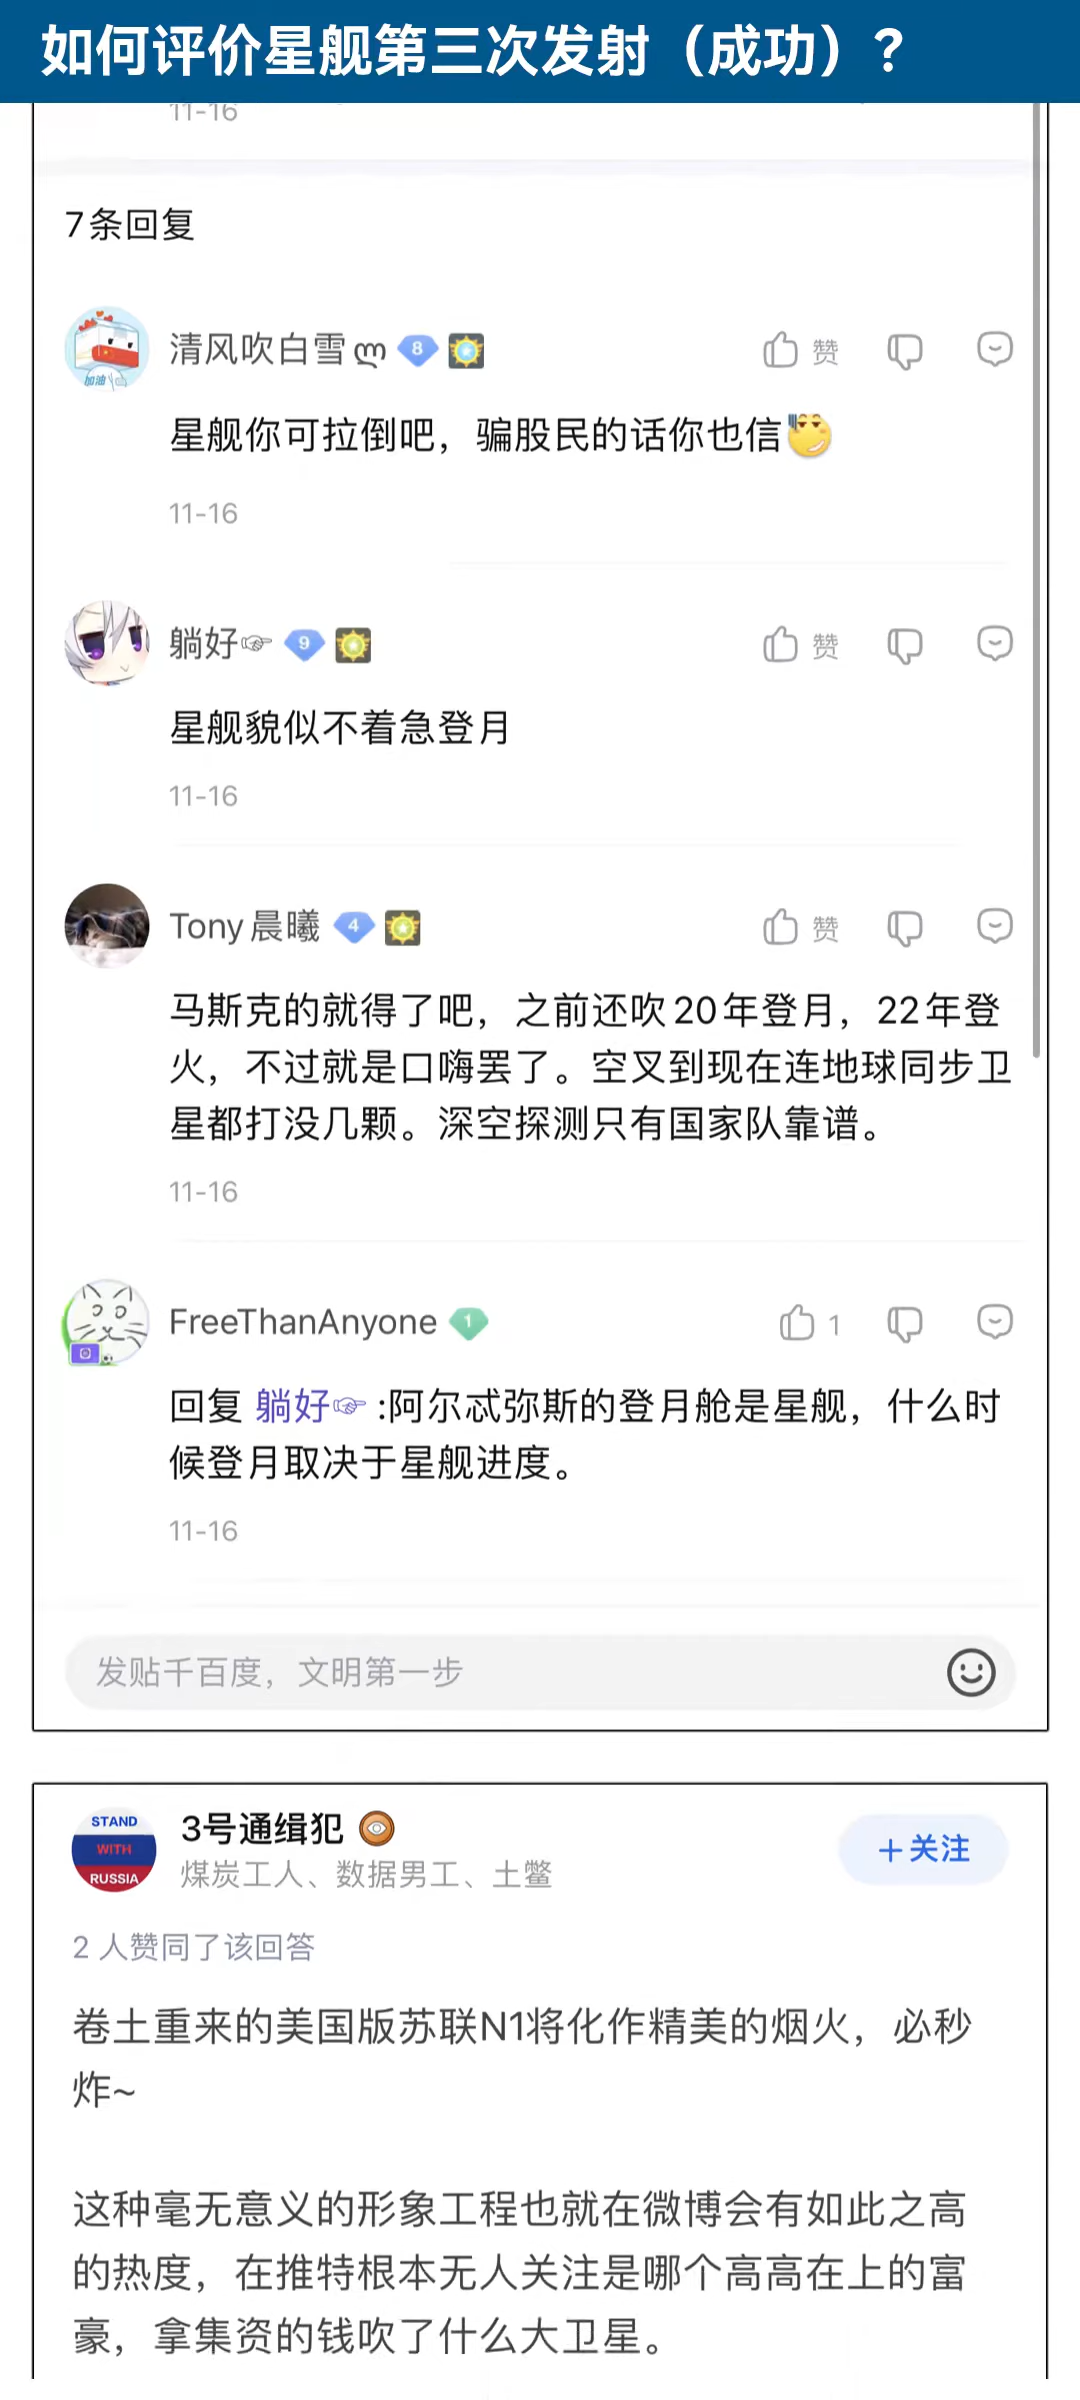 如何评价星舰第三次发射（成功）？
11-16
7条回复
清风吹白雪ლ 8
赞
星舰你可拉倒吧，骗股民的话你也信
11-16
躺好☞ 9
赞
星舰貌似不着急登月
11-16
Tony晨曦 4
赞
马斯克的就得了吧，之前还吹20年登月，22年登
火，不过就是口嗨罢了。空叉到现在连地球同步卫
星都打没几颗。深空探测只有国家队靠谱。
11-16
FreeThanAnyone 1
1
回复 躺好☞ :阿尔忒弥斯的登月舱是星舰，什么时
候登月取决于星舰进度。
11-16
发贴千百度，文明第一步
STAND
WITH
RUSSIA
3号通缉犯
煤炭工人、数据男工、土鳖
+关注
2 人赞同了该回答
卷土重来的美国版苏联N1将化作精美的烟火，必秒
炸~
这种毫无意义的形象工程也就在微博会有如此之高
的热度，在推特根本无人关注是哪个高高在上的富
豪，拿集资的钱吹了什么大卫星。